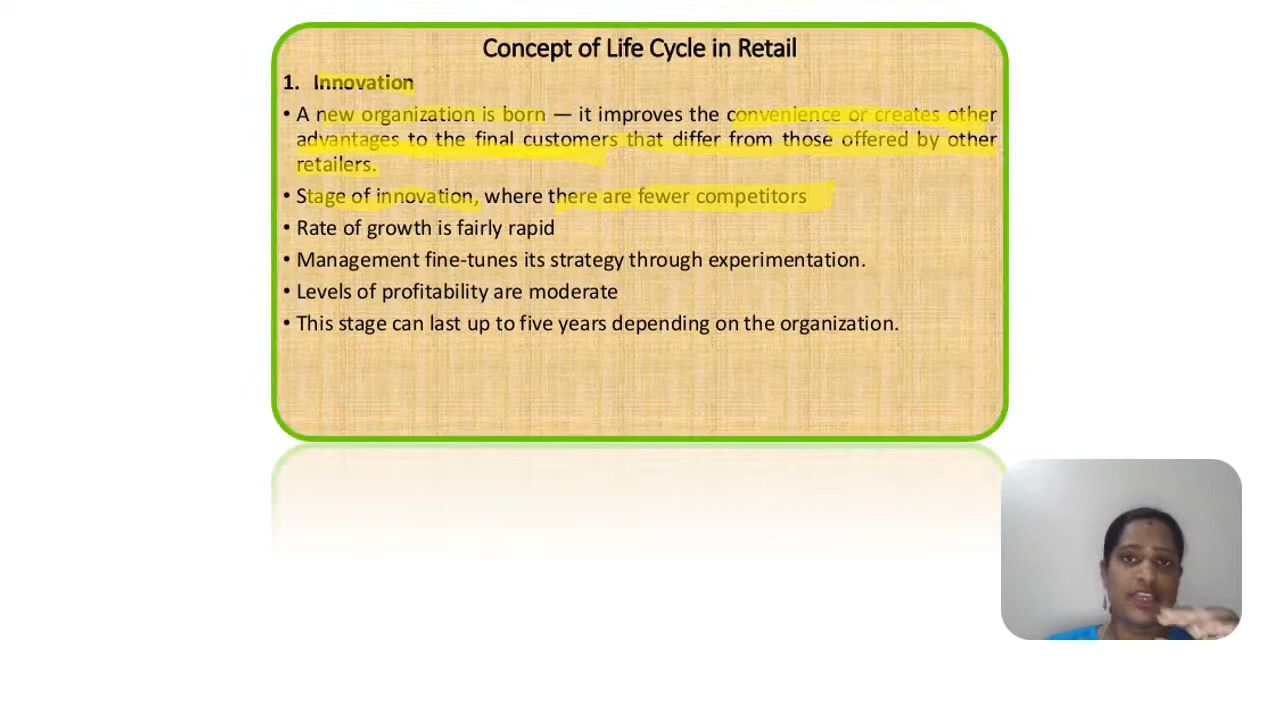 Concept of Life Cycle in Retail
1. Innovation
• A new organization is born — it improves the convenience or creates other
advantages to the final customers that differ from those offered by other
retailers.
• Stage of innovation, where there are fewer competitors
• Rate of growth is fairly rapid
• Management fine-tunes its strategy through experimentation.
• Levels of profitability are moderate
• This stage can last up to five years depending on the organization.